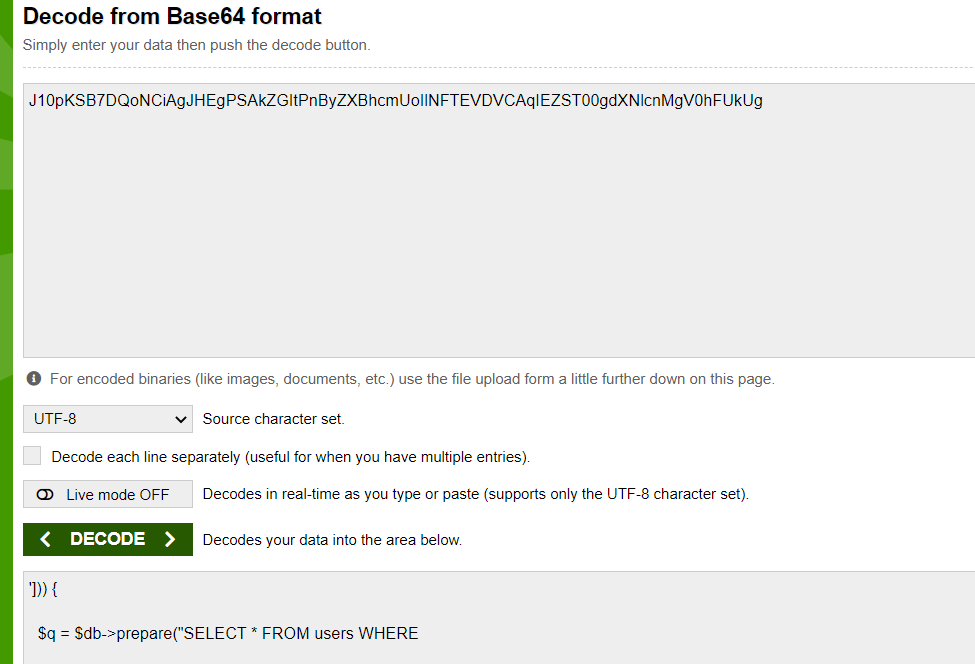 Decode from Base64 format
Simply enter your data then push the decode button.
J10pKSB7DQoNCiAgJHEgPSAkZGItPnByZXBhcmUoIlNFTEVDVCAqIEZST00gdXNlcnMgV0hFUkUg
For encoded binaries (like images, documents, etc.) use the file upload form a little further down on this page.
UTF-8 Source character set.
Decode each line separately (useful for when you have multiple entries).
Live mode OFF Decodes in real-time as you type or paste (supports only the UTF-8 character set).
DECODE Decodes your data into the area below.
'])) {
$q = $db->prepare("SELECT * FROM users WHERE